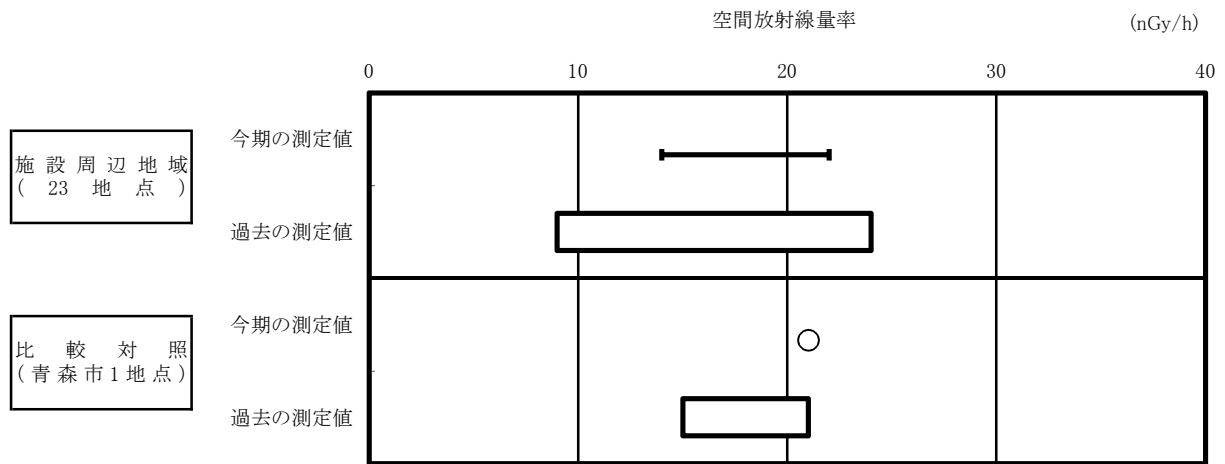 空間放射線量率
(nGy/h)
0 10 20 30 40
施設周辺地域
( 23 地点 )
今期の測定値
過去の測定値
比較対照
(青森市1地点)
今期の測定値
過去の測定値